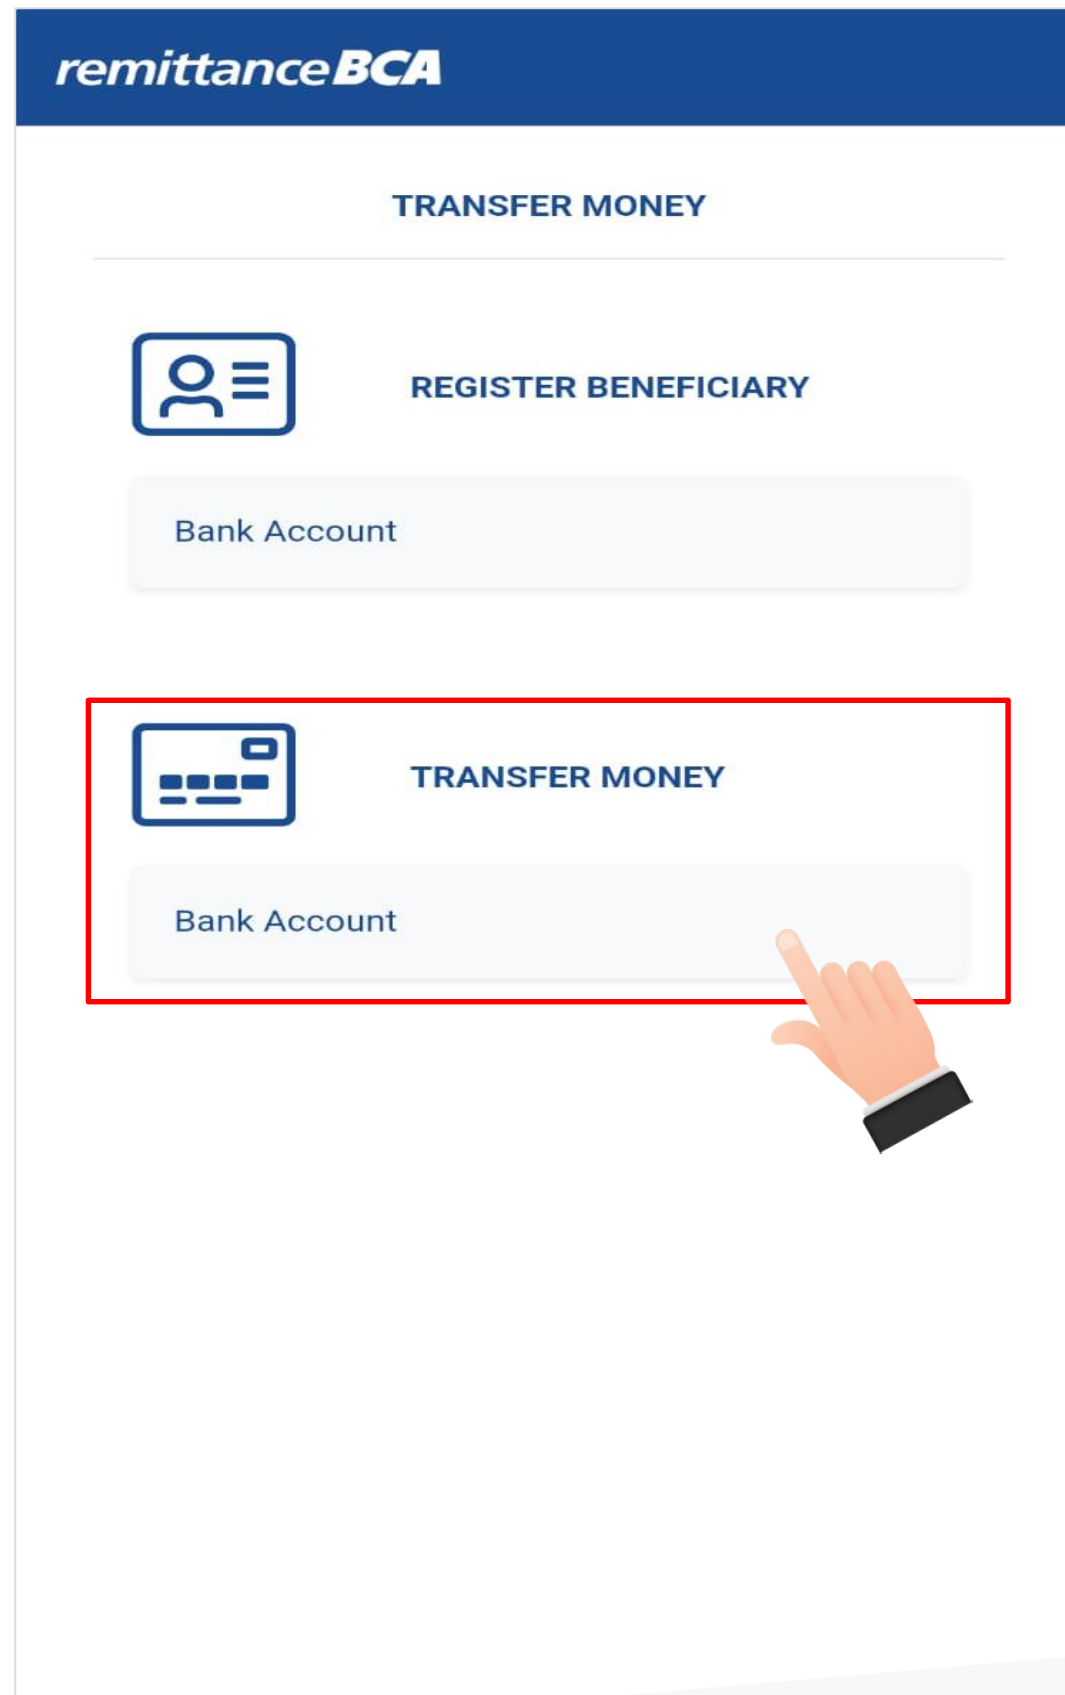 remittanceBCA
TRANSFER MONEY
REGISTER BENEFICIARY
Bank Account
TRANSFER MONEY
Bank Account